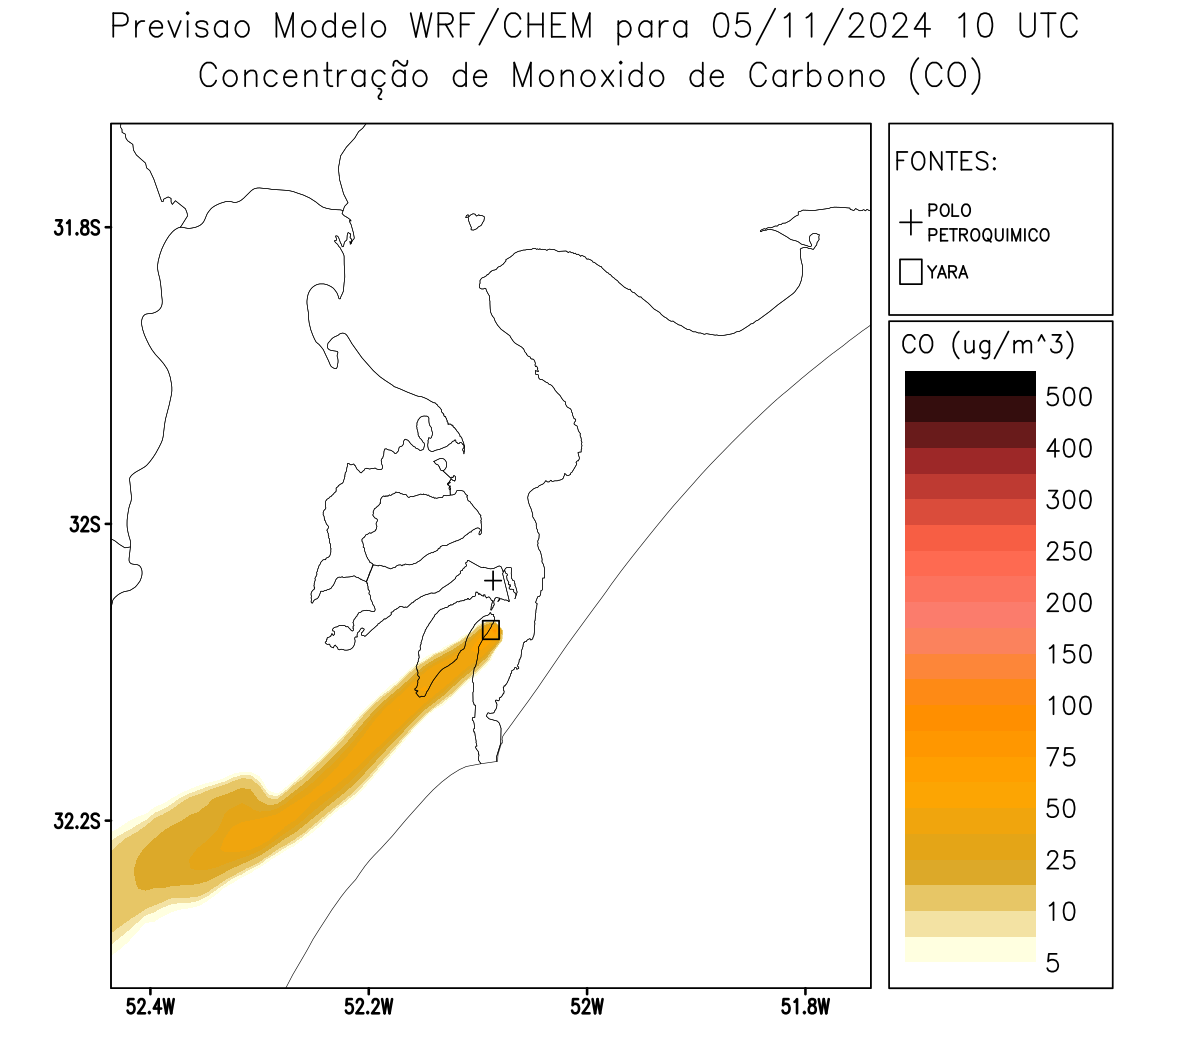 Previsao Modelo WRF/CHEM para 05/11/2024 10 UTC
Concentração de Monoxido de Carbono (CO)
FONTES:
POLO
PETROQUIMICO
YARA
CO (ug/m^3)
500
400
300
250
200
150
100
75
50
25
10
5
31.8S
32S
32.2S
52.4W
52.2W
52W
51.8W